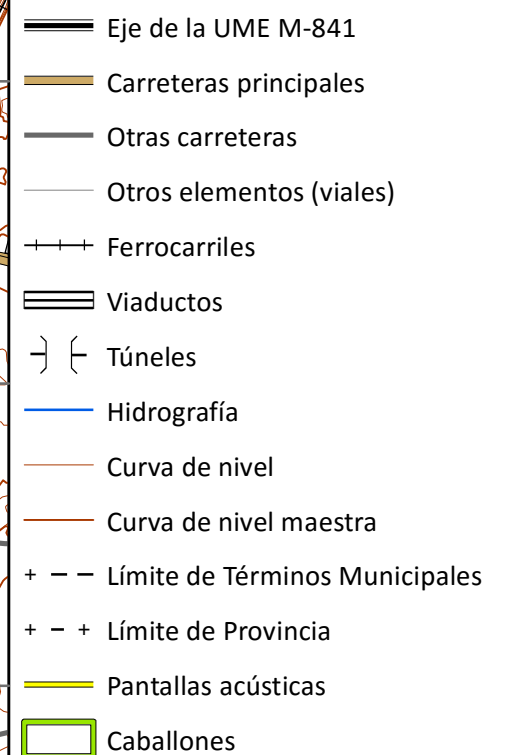 Eje de la UME M-841
Carreteras principales
Otras carreteras
Otros elementos (viales)
Ferrocarriles
Viaductos
Túneles
Hidrografía
Curva de nivel
Curva de nivel maestra
Límite de Términos Municipales
Límite de Provincia
Pantallas acústicas
Caballones